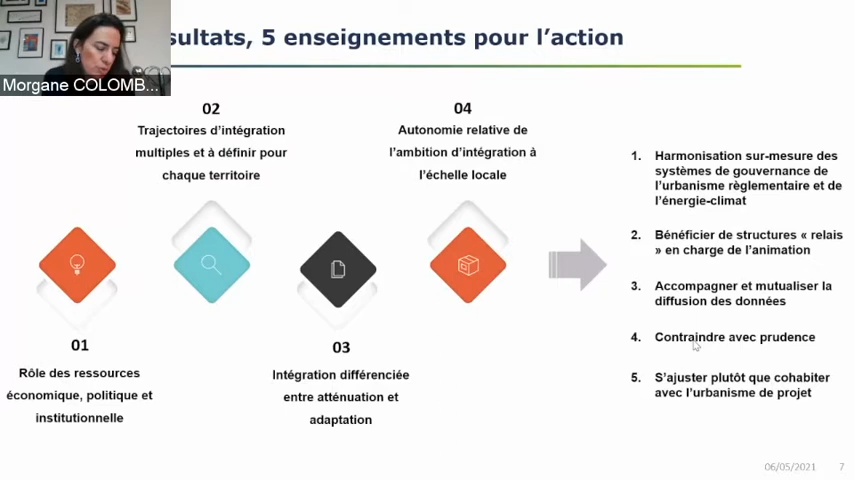 sultats, 5 enseignements pour l'action
Morgane COLOMB...
02
Trajectoires d'intégration
multiples et à définir pour
chaque territoire
04
Autonomie relative de
l'ambition d'intégration à
l'échelle locale
01
Rôle des ressources
économique, politique et
institutionnelle
03
Intégration différenciée
entre atténuation et
adaptation
1. Harmonisation sur-mesure des
systèmes de gouvernance de
l'urbanisme règlementaire et de
l'énergie-climat
2. Bénéficier de structures « relais
» en charge de l'animation
3. Accompagner et mutualiser la
diffusion des données
4. Contraindre avec prudence
5. S'ajuster plutôt que cohabiter
avec l'urbanisme de projet
06/05/2021 7